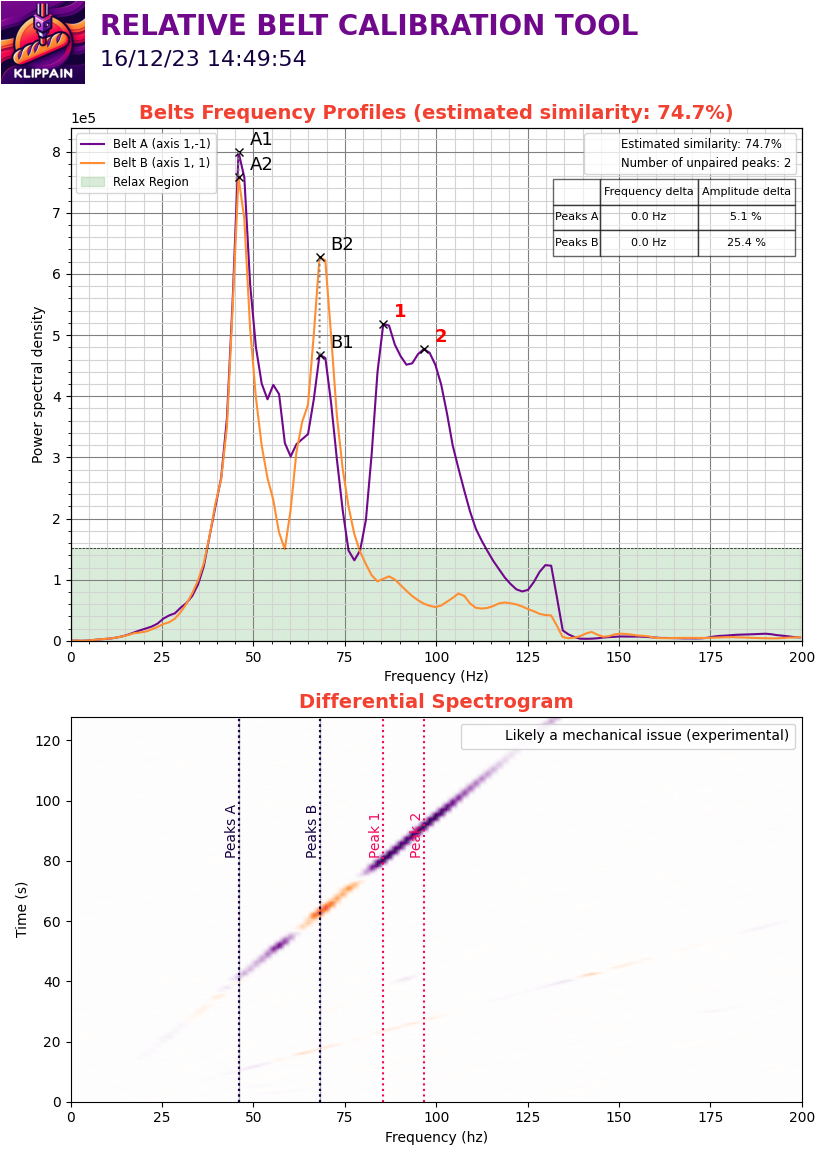 KLIPPAIN
RELATIVE BELT CALIBRATION TOOL
16/12/23 14:49:54
Belts Frequency Profiles (estimated similarity: 74.7%)
1e5
Belt A (axis 1,-1)
Belt B (axis 1, 1)
Relax Region
Estimated similarity: 74.7%
Number of unpaired peaks: 2
Frequency delta Amplitude delta
Peaks A 0.0 Hz 5.1 %
Peaks B 0.0 Hz 25.4 %
A1
A2
B2
B1
1
2
Power spectral density
8
7
6
5
4
3
2
1
0
0 25 50 75 100 125 150 175 200
Frequency (Hz)
Differential Spectrogram
Likely a mechanical issue (experimental)
Peaks A
Peaks B
Peak 1
Peak 2
Time (s)
120
100
80
60
40
20
0
0 25 50 75 100 125 150 175 200
Frequency (hz)